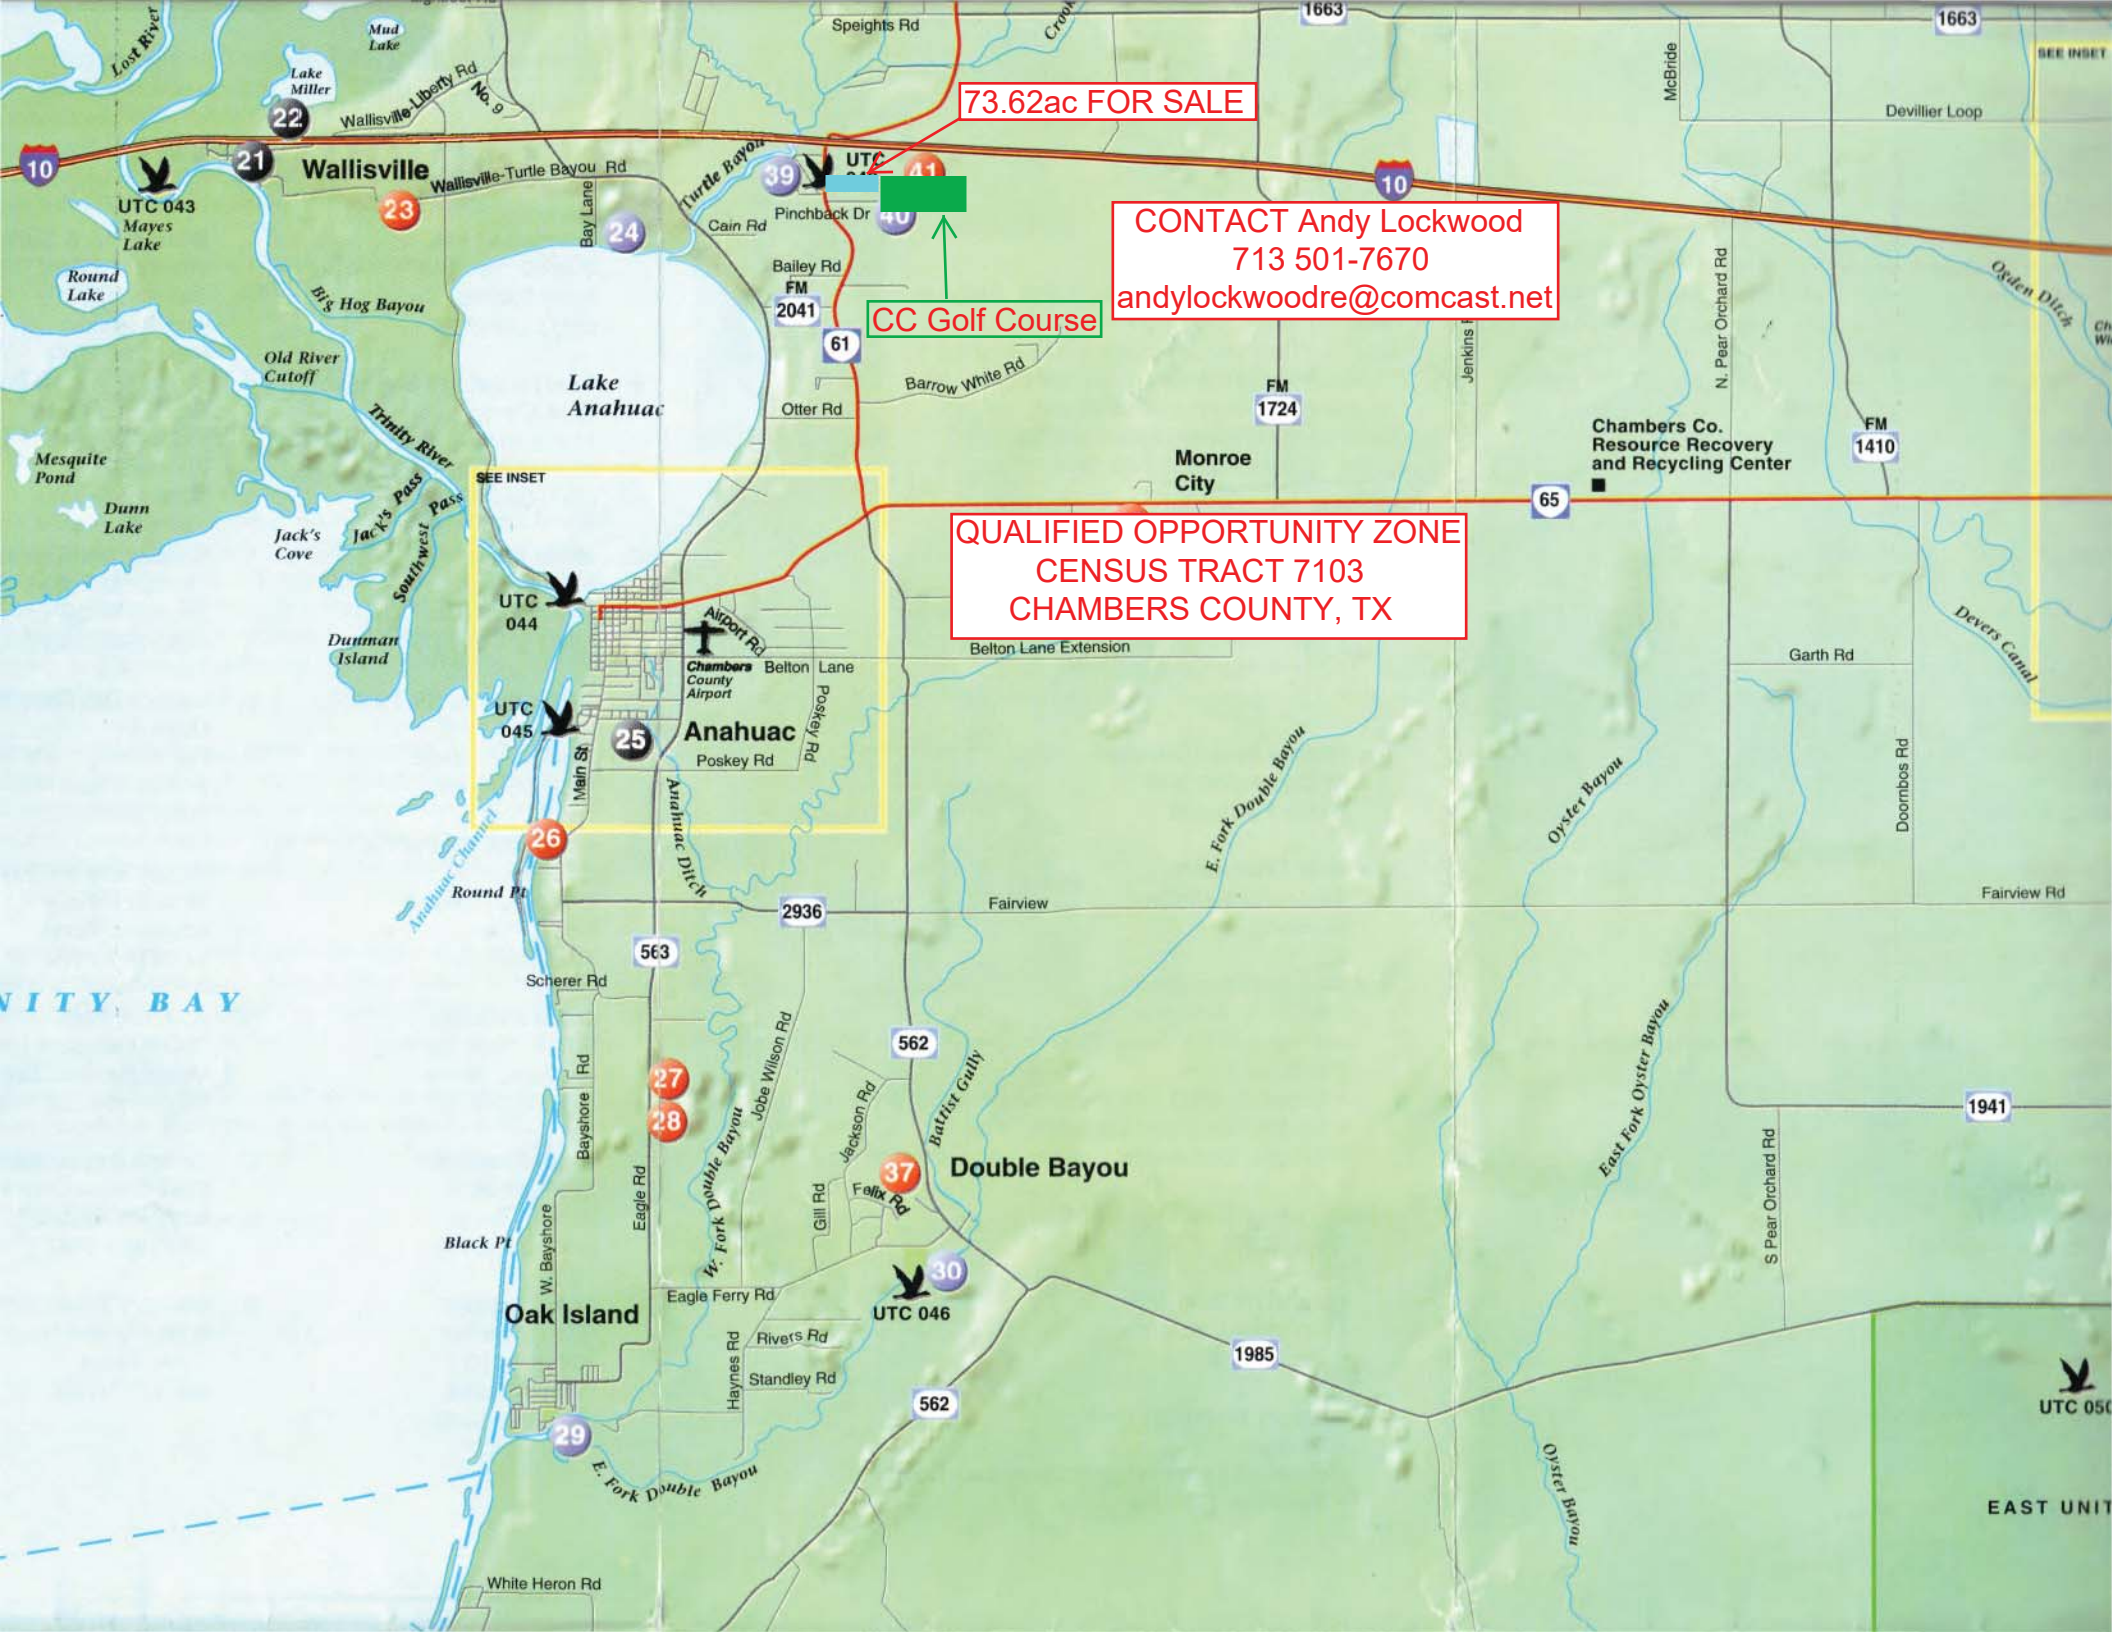 1663
1663
Speights Rd
Lost River
Mud
Lake
McBride
SEE INSET
Lake
Miller
Wallisville-Liberty Rd
No. 9
73.62ac FOR SALE
Devillier Loop
22
21
10
Wallisville
Wallisville-Turtle Bayou Rd
Turtle Bayou
39
UTC
41
10
UTC 043
Mayes
Lake
23
Bay Lane
24
Cain Rd
Pinchback Dr
40
CONTACT Andy Lockwood
713 501-7670
andylockwoodre@comcast.net
Round
Lake
Big Hog Bayou
Bailey Rd
FM
2041
CC Golf Course
N. Pear Orchard Rd
Ogden Ditch
61
Old River
Cutoff
Lake
Anahuac
Barrow White Rd
Jenkins
Otter Rd
FM
1724
Trinity River
Chambers Co.
Resource Recovery
and Recycling Center
FM
1410
Mesquite
Pond
Monroe
City
SEE INSET
Jack's Pass
Southwest Pass
Dunn
Lake
65
Jack's
Cove
QUALIFIED OPPORTUNITY ZONE
CENSUS TRACT 7103
CHAMBERS COUNTY, TX
UTC
044
Airport Rd
Dunman
Island
Chambers
County
Airport
Belton Lane
Belton Lane Extension
Garth Rd
Devers Canal
UTC
045
25
Anahuac
Poskey Rd
Poskey Rd
Main St
Anahuac Ditch
E. Fork Double Bayou
Oyster Bayou
Doornbos Rd
26
Anahuac Channel
Round Pt
2936
Fairview
Fairview Rd
563
Scherer Rd
NITY BAY
562
Jobe Wilson Rd
Bayshore Rd
27
28
Battist Gully
Jackson Rd
East Fork Oyster Bayou
1941
W. Fork Double Bayou
37
Double Bayou
Felix Rd
Gill Rd
Eagle Rd
S Pear Orchard Rd
Black Pt
W. Bayshore
30
UTC 046
Eagle Ferry Rd
Oak Island
Rivers Rd
Haynes Rd
Standley Rd
1985
562
UTC 050
29
E. Fork Double Bayou
Oyster Bayou
EAST UNIT
White Heron Rd